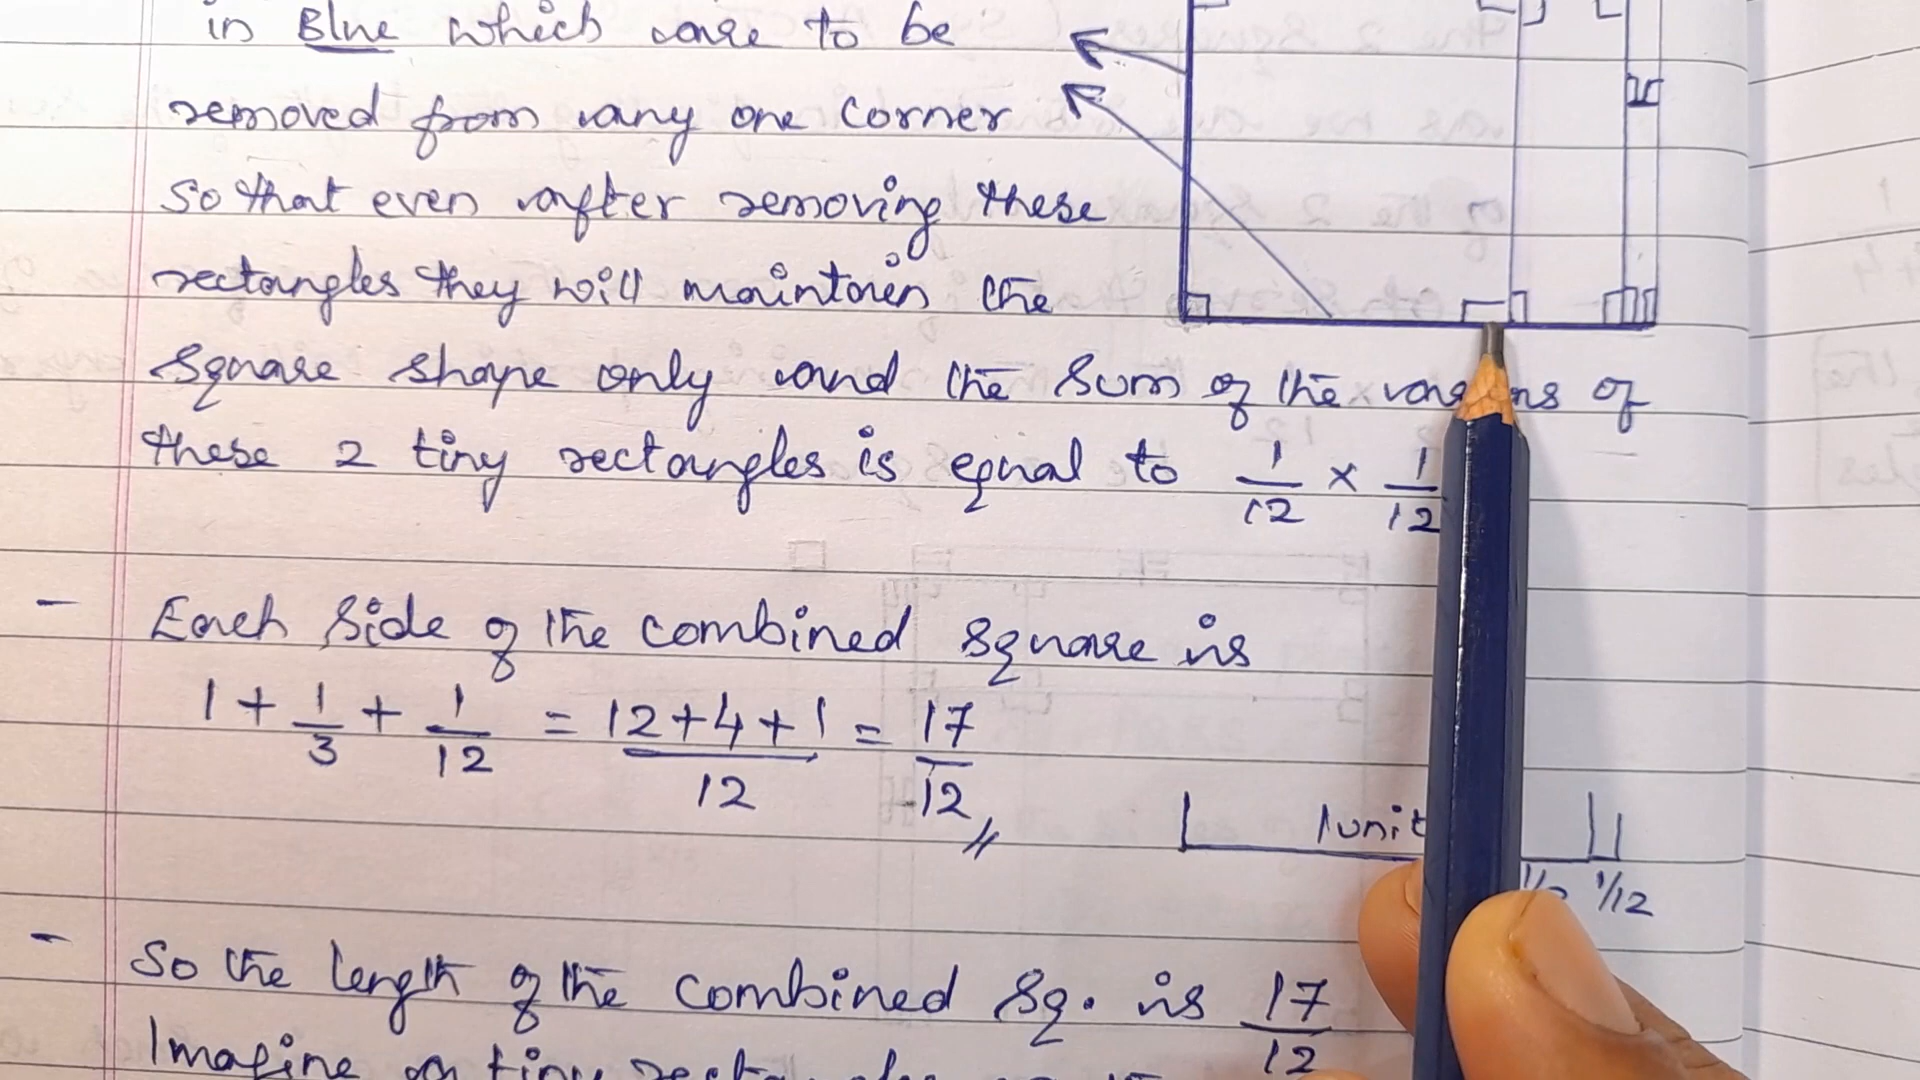 in Blue which are to be
removed from any one corner
so that even after removing these
rectangles they will maintain the
square shape only and the sum of the of
these 2 tiny rectangles is equal to 1/12 × 1/12
- Each side of the combined square is
1 + 1/3 + 1/12 = 12+4+1/12 = 17/12 //
1 unit 1/12
- So the length of the combined sq. is 17/12
Imagine a tiny